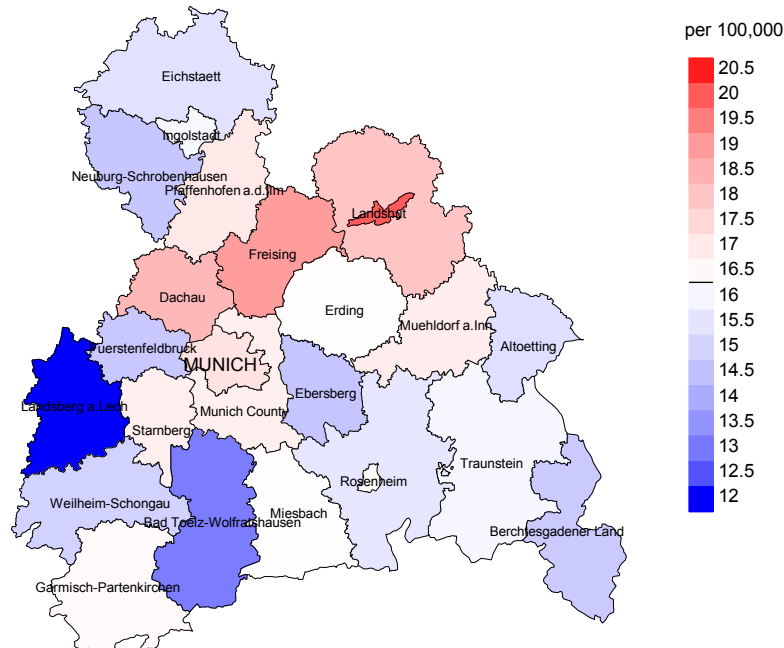 per 100,000
20.5
20
19.5
19
18.5
18
17.5
17
16.5
16
15.5
15
14.5
14
13.5
13
12.5
12
Eichstaett
Ingolstadt
Neuburg-Schrobenhausen
Pfaffenhofen a.d.Ilm
Landshut
Freising
Dachau
Erding
Muehldorf a.Inn
Altoetting
Fuerstenfeldbruck
MUNICH
Ebersberg
Landsberg a.Lech
Munich County
Starnberg
Traunstein
Rosenheim
Weilheim-Schongau
Miesbach
Bad Toelz-Wolfratshausen
Berchtesgadener Land
Garmisch-Partenkirchen